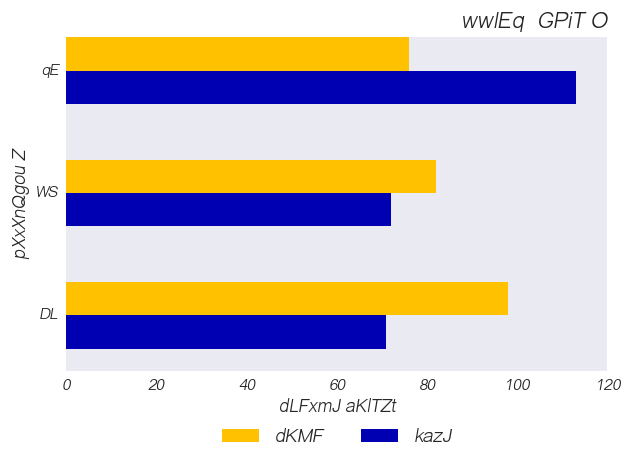 wwlEq  GPiT O
pXxXnQgou Z
qE
WS
DL
0 20 40 60 80 100 120
dLFxmJ aKlTZt
dKMF kazJ